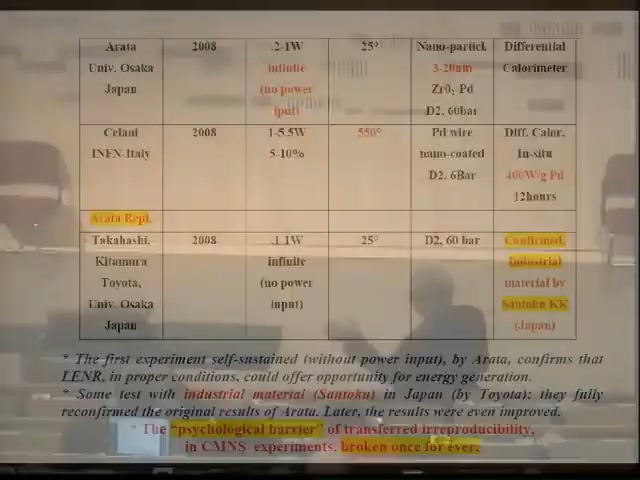 Arata 2008 .2-1W 25° Nano-particl. Differential
Univ. Osaka infinite 3-20nm Calorimeter
Japan (no power ZrO2 Pd
iput) D2, 60bar
Celani 2008 1-5.5W 550° Pd wire Diff. Calor.
INFN-Italy 5-10% nano-coated In-situ
D2. 6Bar 400W/g Pd
12hours
Arata Repl.
Takahashi, 2008 .1 1W 25° D2, 60 bar Confirmed.
Kitamura infinite Industrial
Toyota, (no power material by
Univ. Osaka input) Santoku KK
Japan (Japan)
* The first experiment self-sustained (without power input), by Arata, confirms that
LENR, in proper conditions, could offer opportunity for energy generation.
* Some test with industrial material (Santoku) in Japan (by Toyota): they fully
reconfirmed the original results of Arata. Later, the results were even improved.
* The "psychological barrier" of transferred irreproducibility,
in CMNS experiments, broken once for ever.